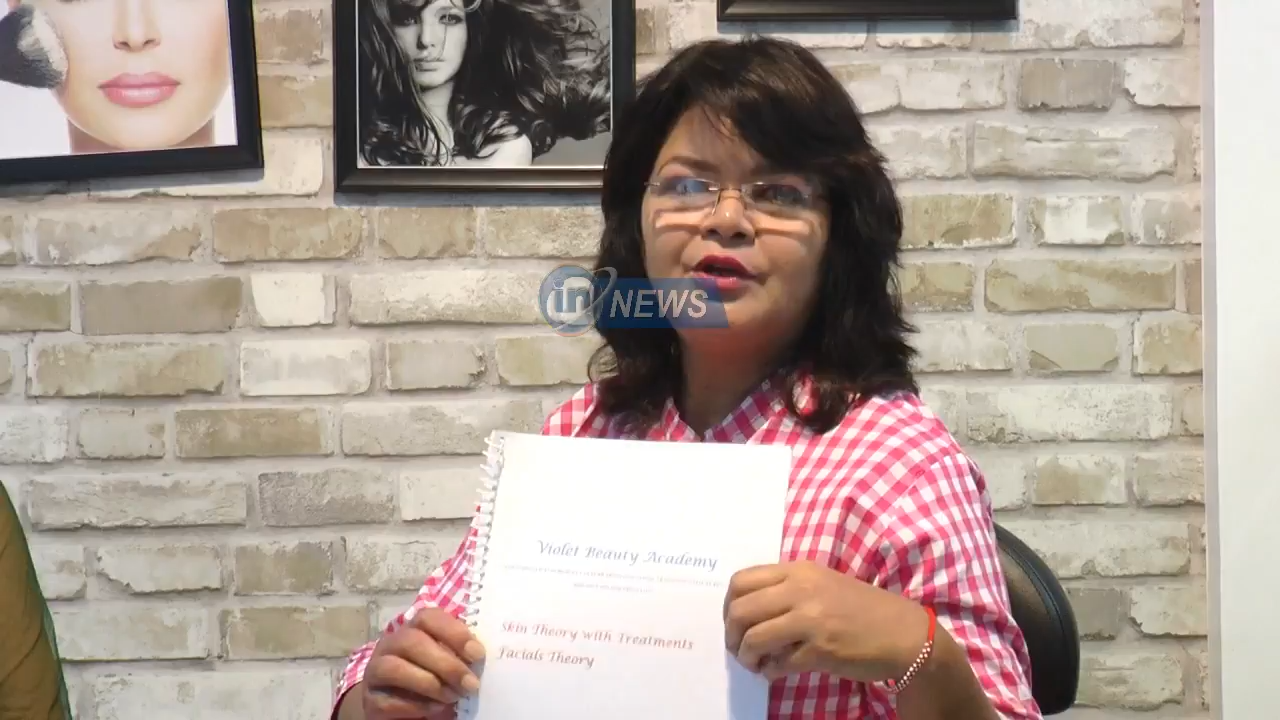 in NEWS
Violet Beauty Academy
Skin Theory with Treatments
Facials Theory